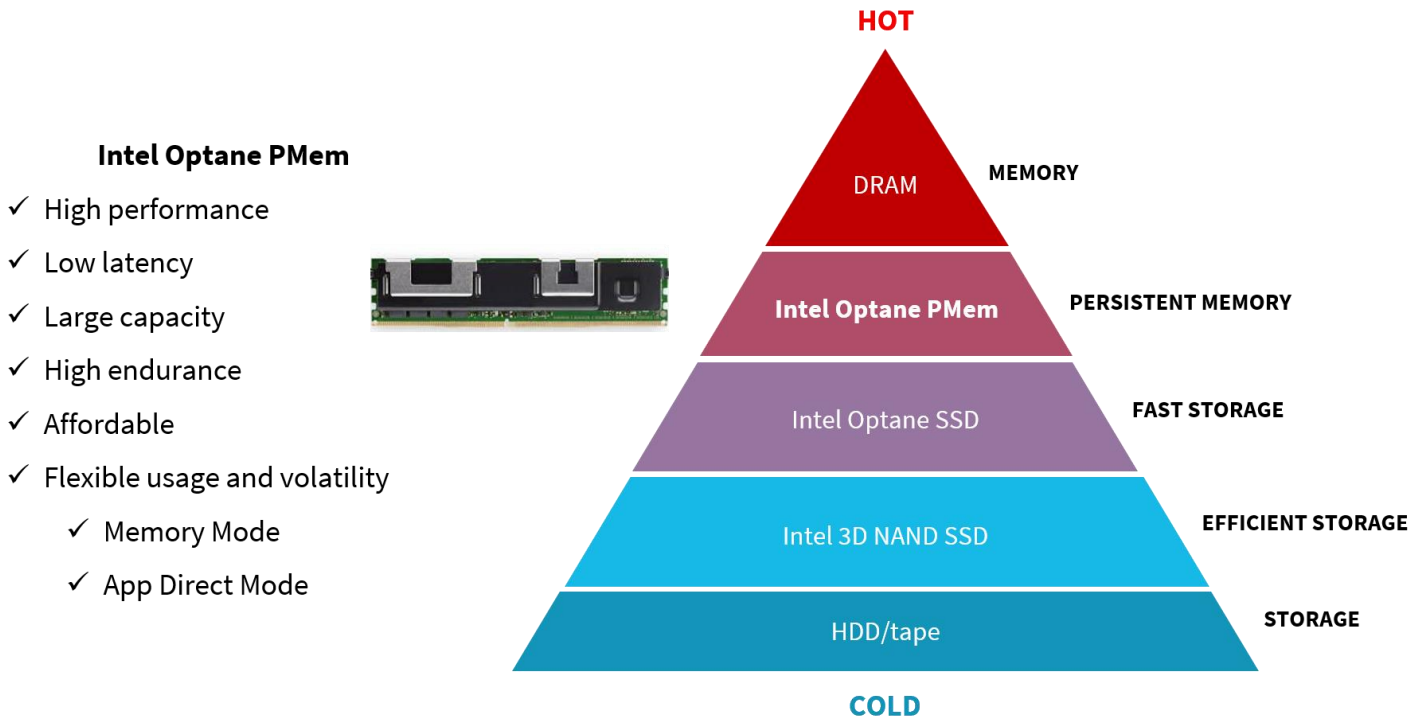 HOT
Intel Optane PMem
High performance
Low latency
Large capacity
High endurance
Affordable
Flexible usage and volatility
Memory Mode
App Direct Mode
DRAM
MEMORY
Intel Optane PMem
PERSISTENT MEMORY
Intel Optane SSD
FAST STORAGE
Intel 3D NAND SSD
EFFICIENT STORAGE
HDD/tape
STORAGE
COLD